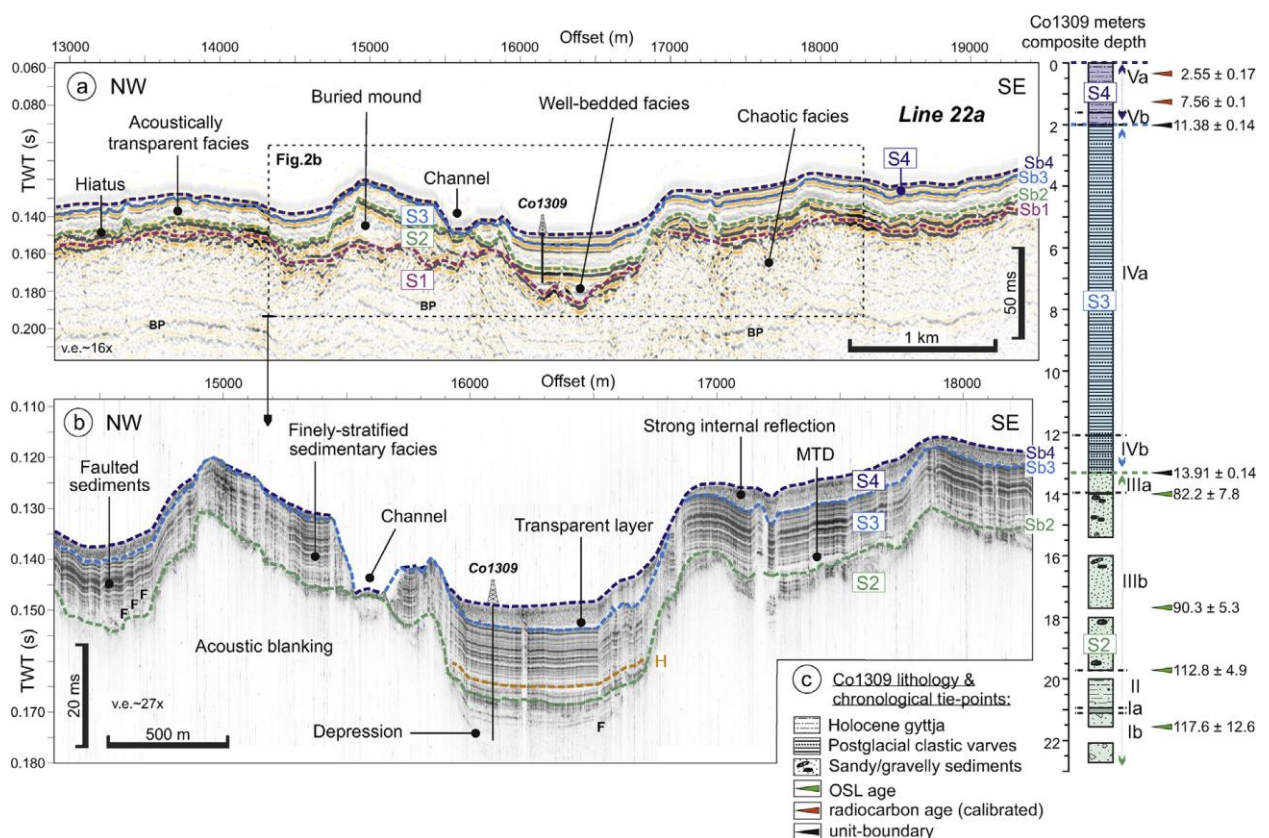 13000 14000 15000 Offset (m) 16000 17000 18000 19000
Co1309 meters
composite depth
0.060
0.080
TWT (s)
0.140
0.160
0.180
0.200
a NW
SE
Buried mound
Well-bedded facies
Line 22a
Acoustically
transparent facies
Chaotic facies
Fig.2b
Channel
S4
Hiatus
Co1309
Sb4
Sb3
Sb2
Sb1
S3
S2
S1
BP
BP
BP
50 ms
v.e.~16x
1 km
15000 16000 Offset (m) 17000 18000
0.110
0.120
0.130
0.140
0.150
0.160
0.170
0.180
TWT (s)
b NW
SE
Finely-stratified
sedimentary facies
Strong internal reflection
MTD
Faulted
sediments
Channel
Transparent layer
Co1309
Sb4
Sb3
Sb2
S4
S3
S2
F F F
H
Acoustic blanking
F
Depression
20 ms
v.e.~27x
500 m
c Co1309 lithology &
chronological tie-points:
Holocene gyttja
Postglacial clastic varves
Sandy/gravelly sediments
OSL age
radiocarbon age (calibrated)
unit-boundary
0
2
4
6
8
10
12
14
16
18
20
22
S4
S3
S2
Va
Vb
IVa
IVb
IIIa
IIIb
II
Ia
Ib
2.55 ± 0.17
7.56 ± 0.1
11.38 ± 0.14
13.91 ± 0.14
82.2 ± 7.8
90.3 ± 5.3
112.8 ± 4.9
117.6 ± 12.6